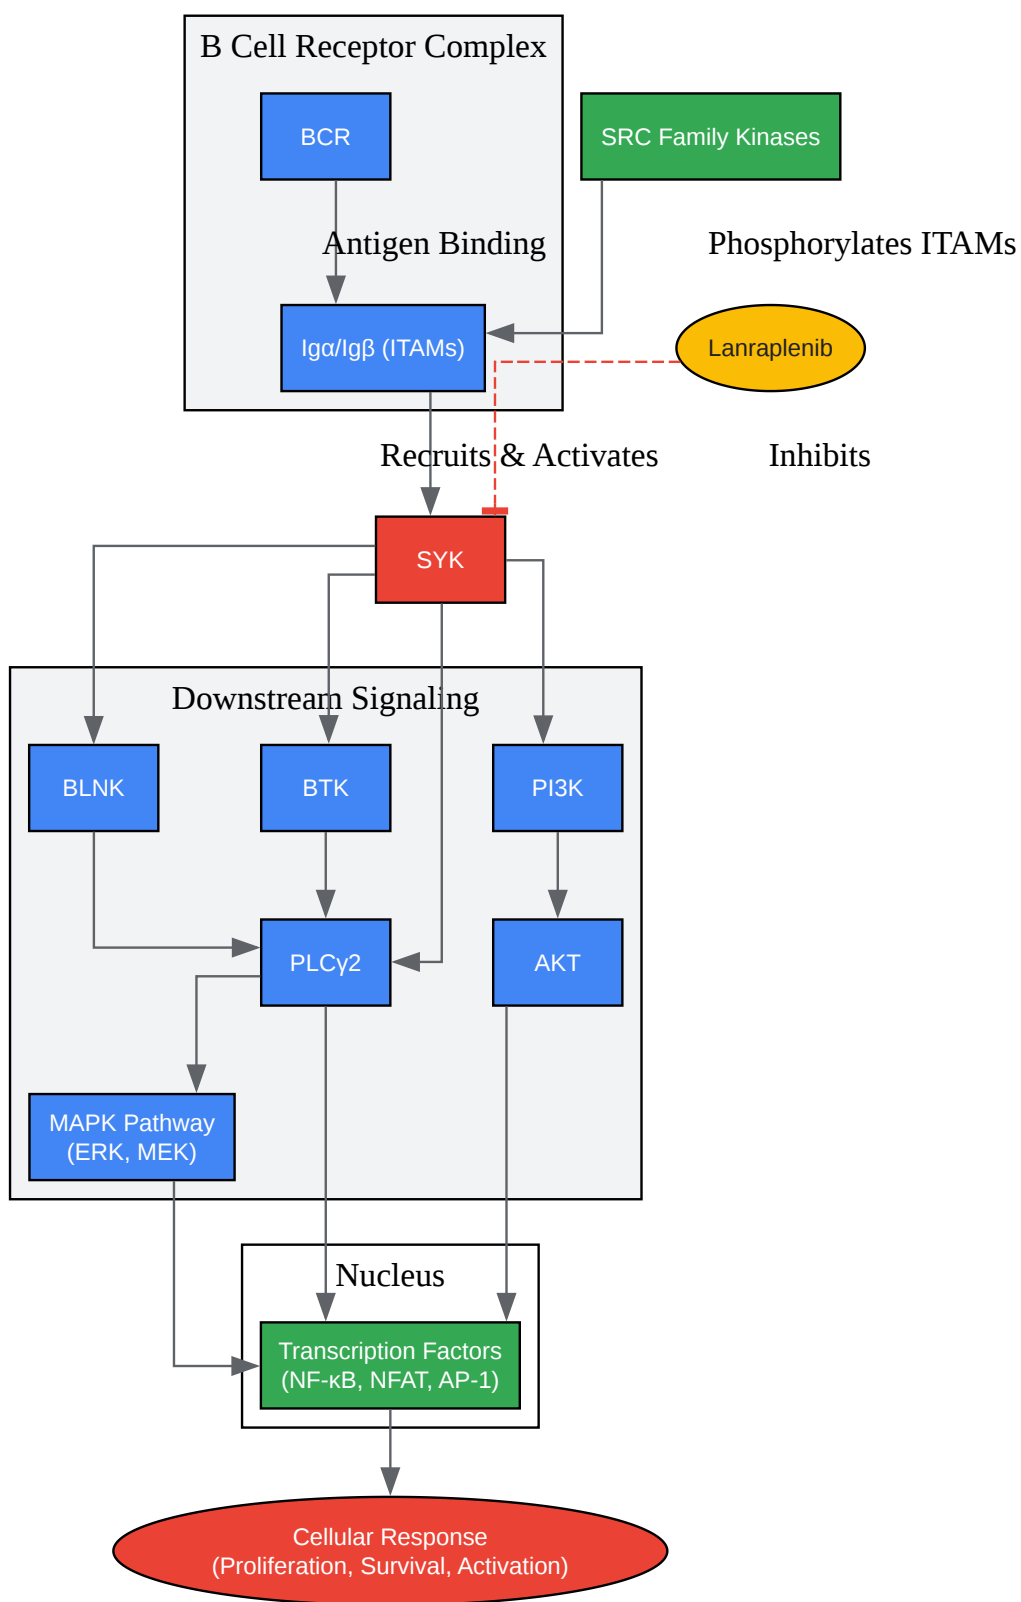 B Cell Receptor Complex
BCR
SRC Family Kinases
Antigen Binding
Phosphorylates ITAMs
Igα/Igβ (ITAMs)
Lanraplenib
Recruits & Activates
Inhibits
SYK
Downstream Signaling
BLNK
BTK
PI3K
PLCγ2
AKT
MAPK Pathway
(ERK, MEK)
Nucleus
Transcription Factors
(NF-κB, NFAT, AP-1)
Cellular Response
(Proliferation, Survival, Activation)